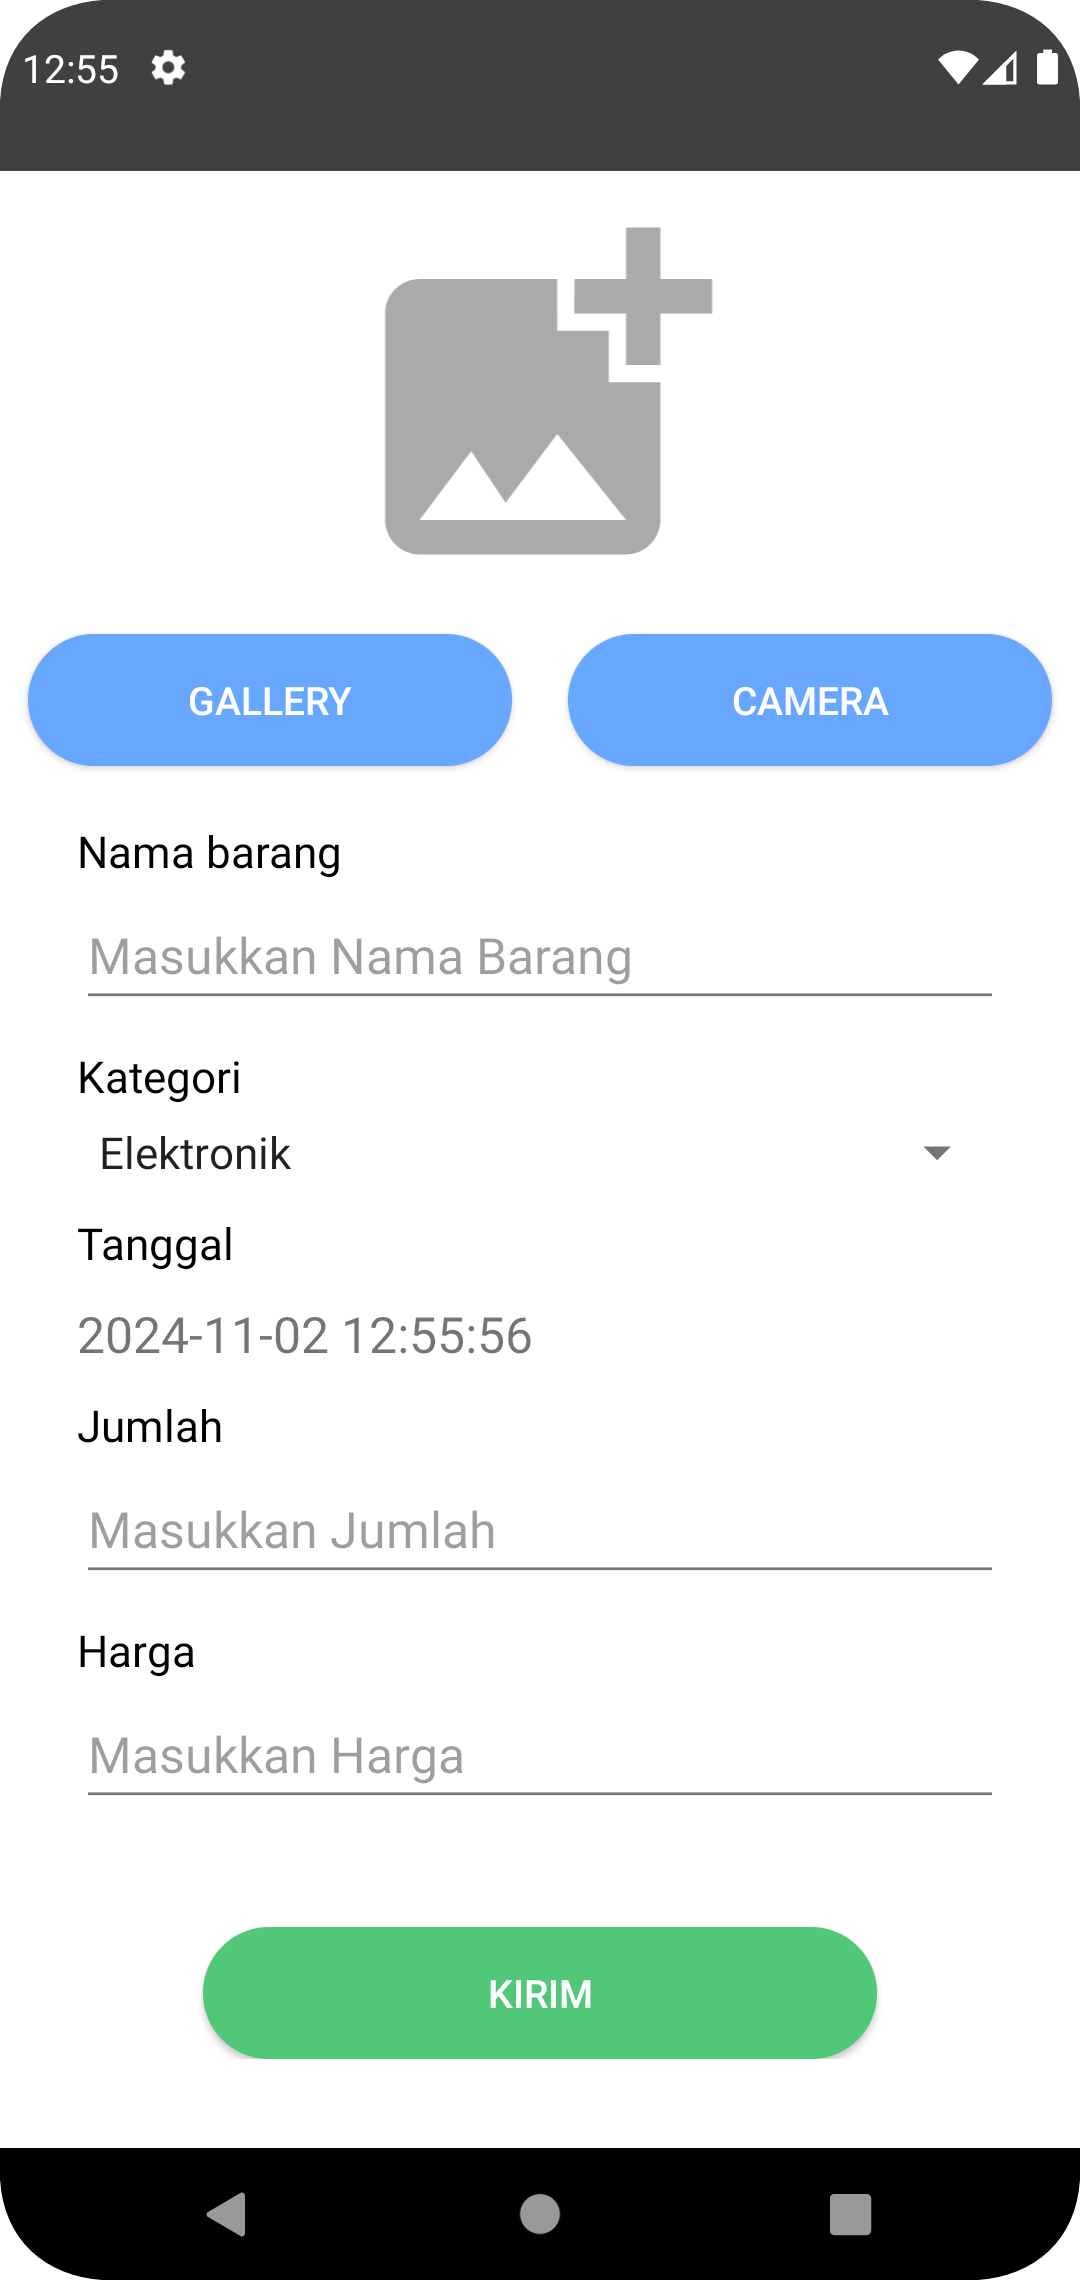 12:55
GALLERY
CAMERA
Nama barang
Masukkan Nama Barang
Kategori
Elektronik
Tanggal
2024-11-02 12:55:56
Jumlah
Masukkan Jumlah
Harga
Masukkan Harga
KIRIM